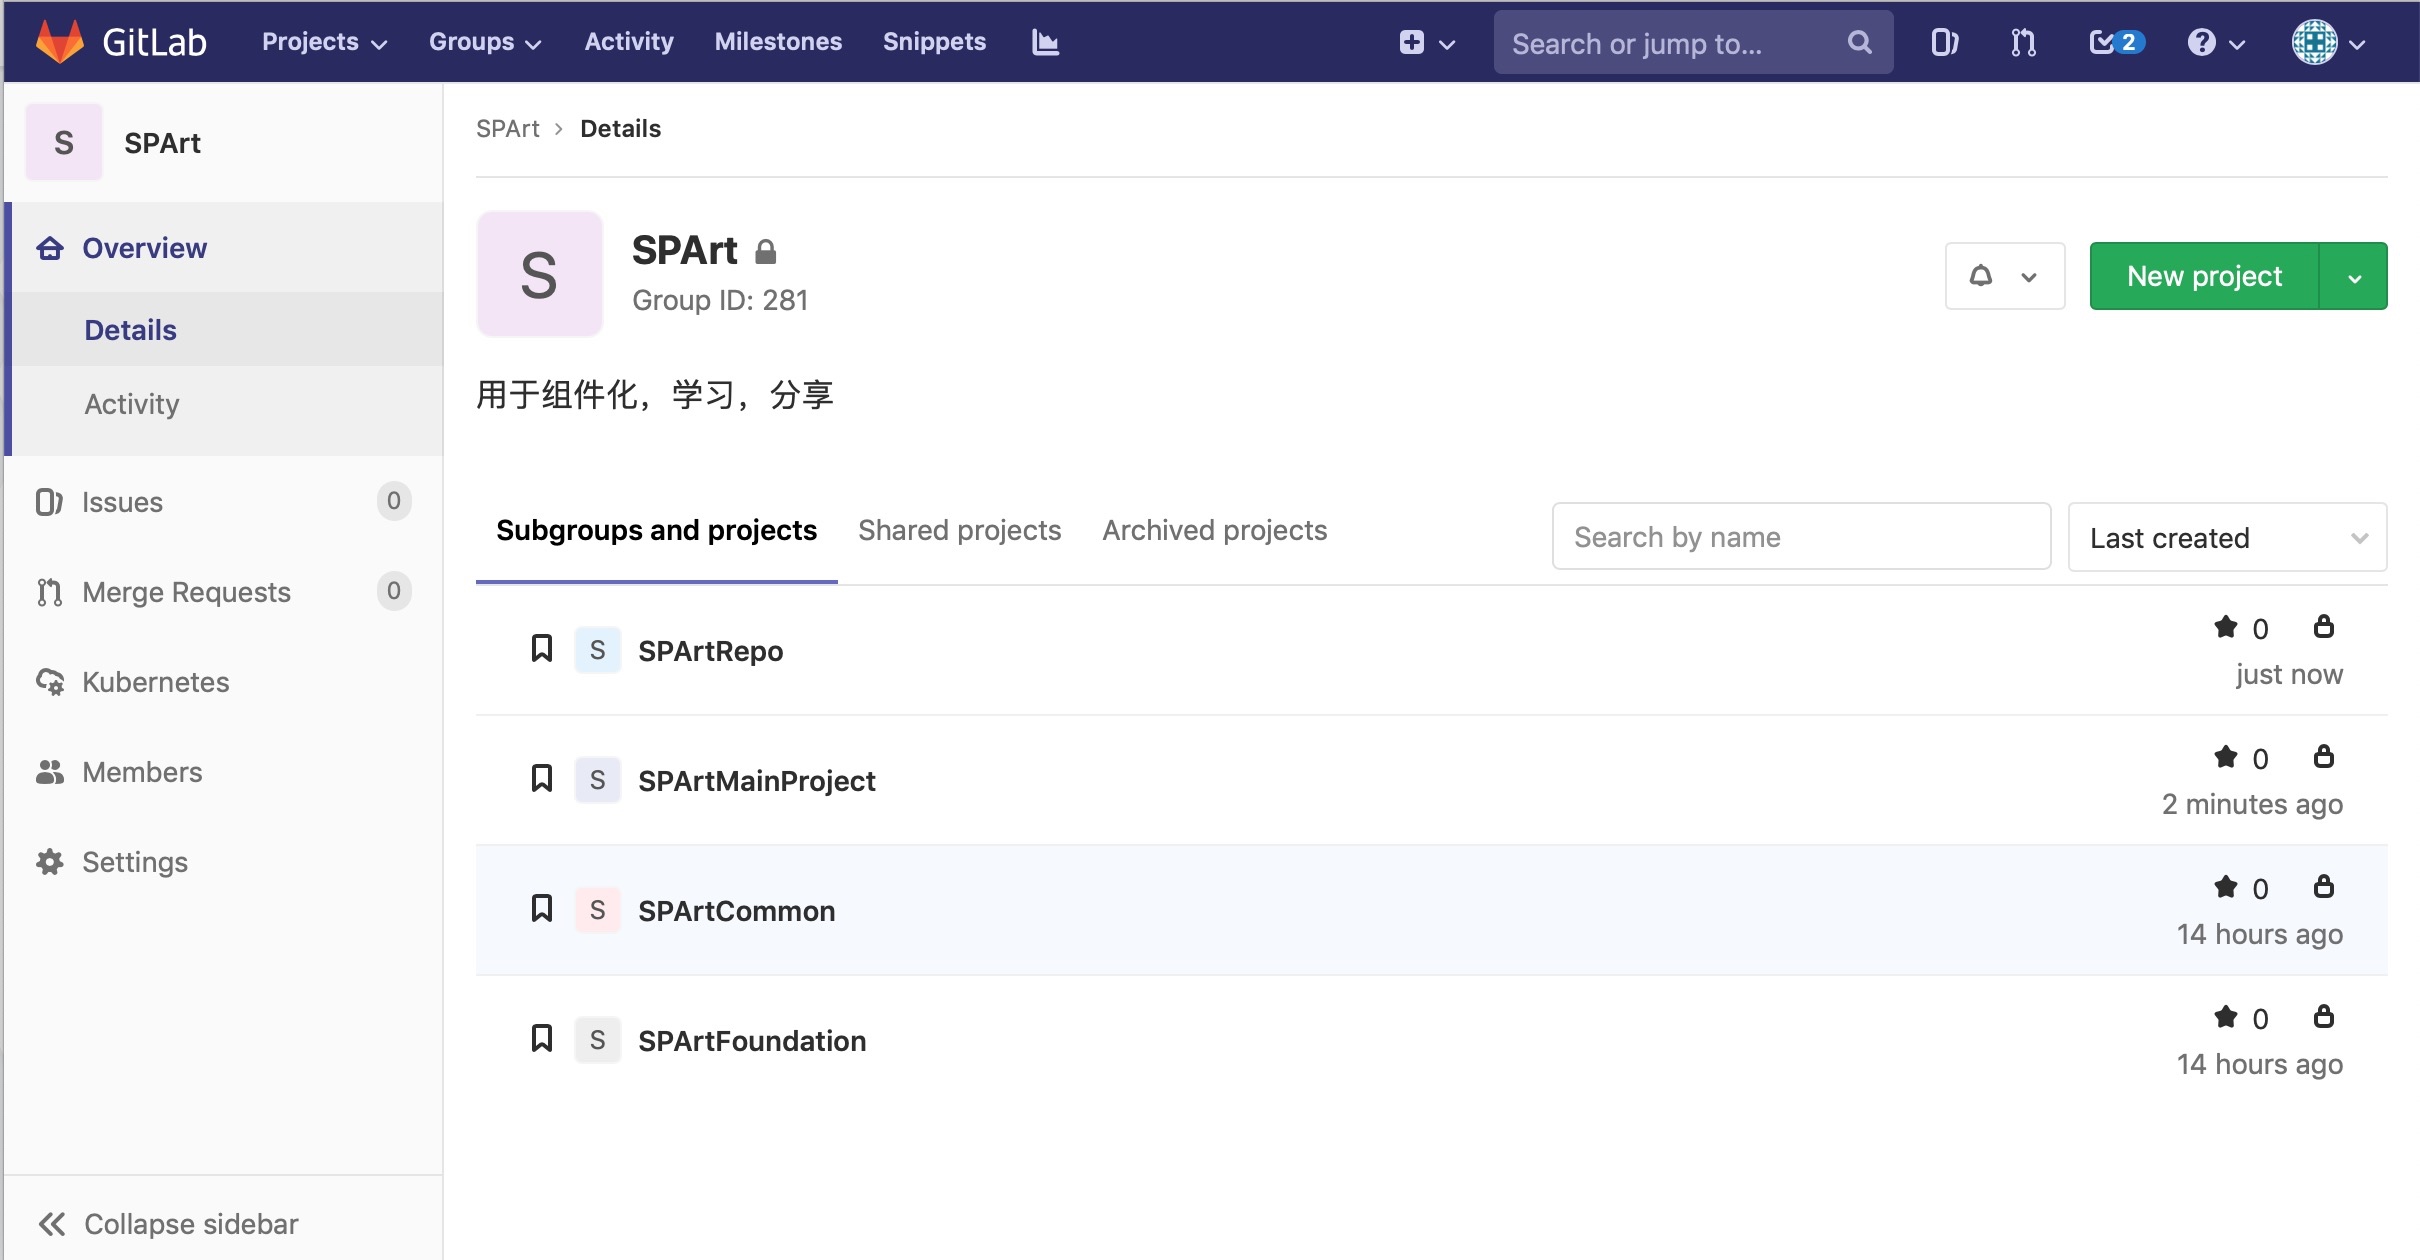 GitLab Projects Groups Activity Milestones Snippets Search or jump to... 2
S SPArt
Overview
Details
Activity
Issues 0
Merge Requests 0
Kubernetes
Members
Settings
Collapse sidebar
SPArt > Details
S
SPArt
Group ID: 281
New project
用于组件化，学习，分享
Subgroups and projects Shared projects Archived projects Search by name Last created
S SPArtRepo 0
just now
S SPArtMainProject 0
2 minutes ago
S SPArtCommon 0
14 hours ago
S SPArtFoundation 0
14 hours ago